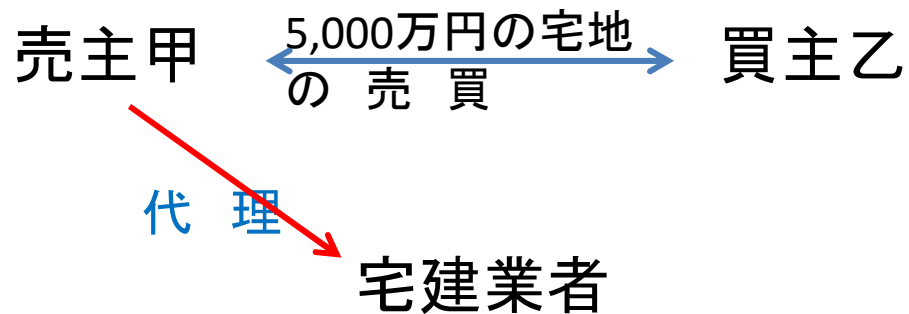 売主甲
5,000万円の宅地
の 売 買
買主乙
代 理
宅建業者